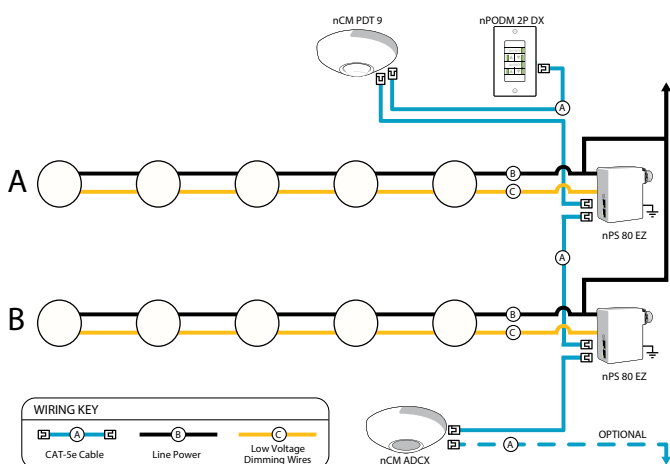 nCM PDT 9
nPODM 2P DX
A
A
B
C
nPS 80 EZ
A
B
B
C
nPS 80 EZ
WIRING KEY
A
B
C
CAT-5e Cable
Line Power
Low Voltage
Dimming Wires
nCM ADCX
A
OPTIONAL